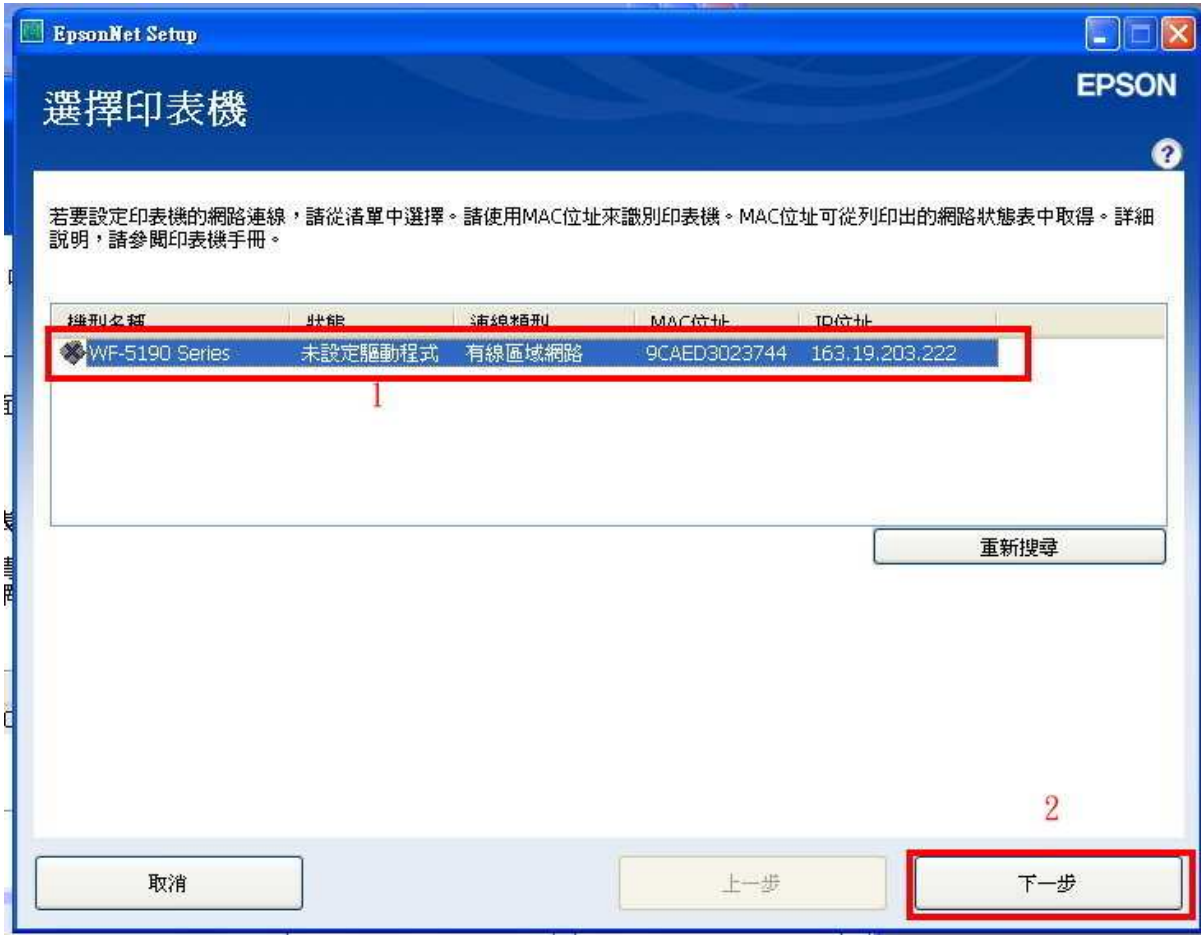 EpsonNet Setup
EPSON
選擇印表機
?
若要設定印表機的網路連線，請從清單中選擇。請使用MAC位址來識別印表機。MAC位址可從列印出的網路狀態表中取得。詳細
說明，請參閱印表機手冊。
機型名稱 狀態 連線類型 MAC位址 IP位址
WF-5190 Series 未設定驅動程式 有線區域網路 9CAED3023744 163.19.203.222
1
重新搜尋
2
取消 上一步 下一步